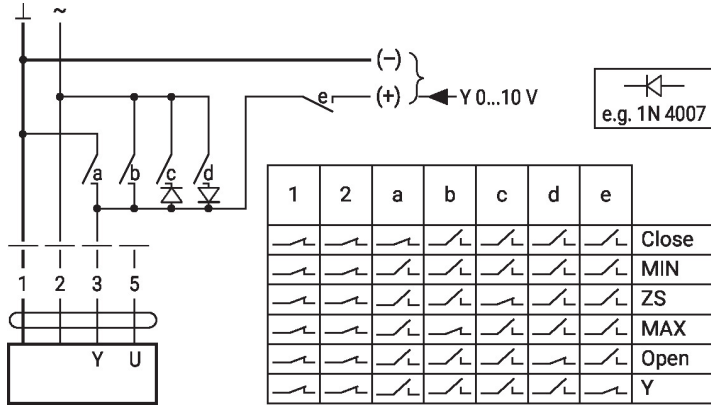 ⊥ ~
(–)
e (+) Y 0...10 V
e.g. 1N 4007
a b c d
1 2 a b c d e
Close
MIN
ZS
MAX
Open
Y
1 2 3 5
Y U